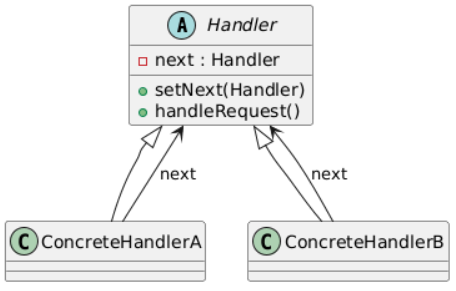 A Handler
next : Handler
setNext(Handler)
handleRequest()
next
next
C ConcreteHandlerA
C ConcreteHandlerB